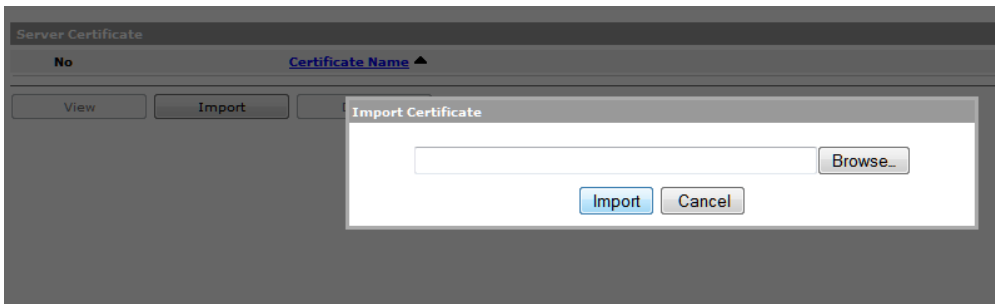 Server Certificate
No Certificate Name ▲
View Import
Import Certificate
Browse...
Import Cancel